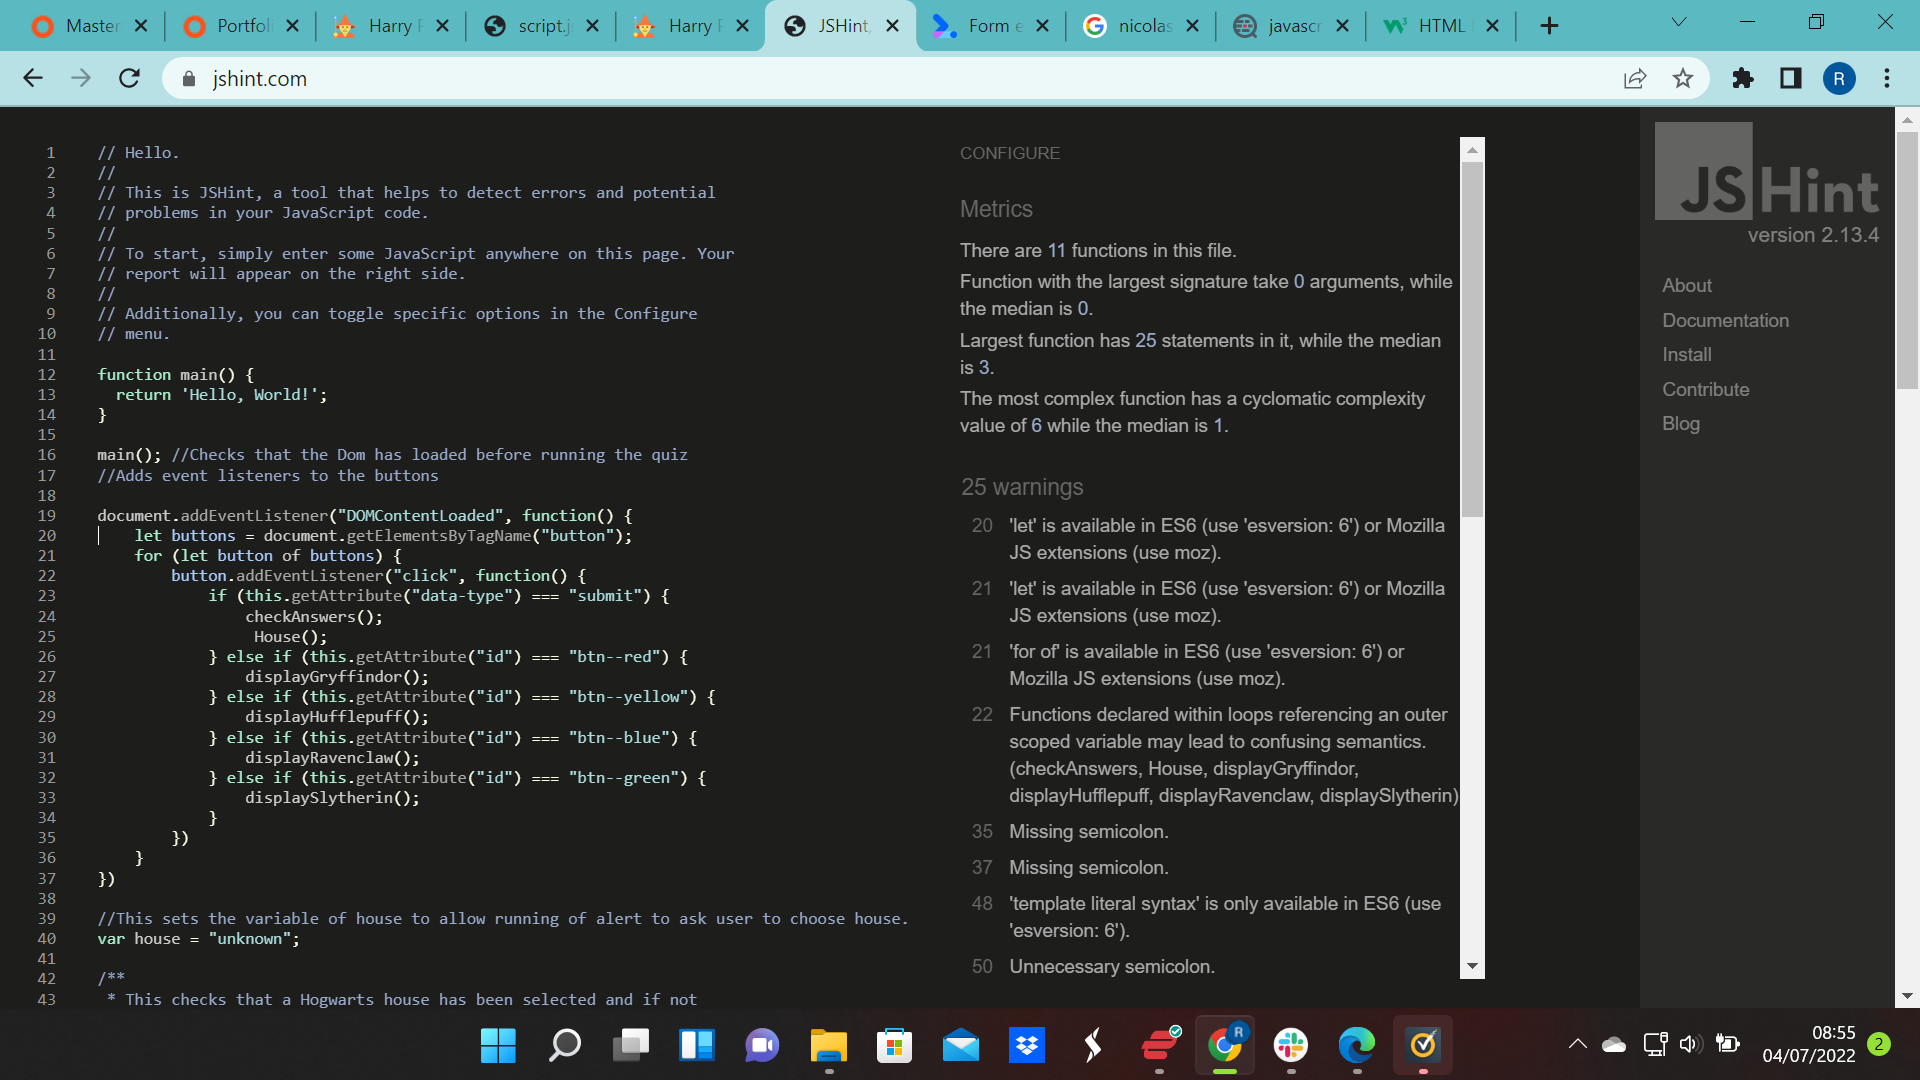 Master
Portfoli
Harry P
script.j
Harry P
JSHint,
Form e
nicolas
javascr
HTML
jshint.com
R
1 // Hello.
2 //
3 // This is JSHint, a tool that helps to detect errors and potential
4 // problems in your JavaScript code.
5 //
6 // To start, simply enter some JavaScript anywhere on this page. Your
7 // report will appear on the right side.
8 //
9 // Additionally, you can toggle specific options in the Configure
10 // menu.
11
12 function main() {
13 return 'Hello, World!';
14 }
15
16 main(); //Checks that the Dom has loaded before running the quiz
17 //Adds event listeners to the buttons
18
19 document.addEventListener("DOMContentLoaded", function() {
20 let buttons = document.getElementsByTagName("button");
21 for (let button of buttons) {
22 button.addEventListener("click", function() {
23 if (this.getAttribute("data-type") === "submit") {
24 checkAnswers();
25 House();
26 } else if (this.getAttribute("id") === "btn--red") {
27 displayGryffindor();
28 } else if (this.getAttribute("id") === "btn--yellow") {
29 displayHufflepuff();
30 } else if (this.getAttribute("id") === "btn--blue") {
31 displayRavenclaw();
32 } else if (this.getAttribute("id") === "btn--green") {
33 displaySlytherin();
34 }
35 })
36 }
37 })
38
39 //This sets the variable of house to allow running of alert to ask user to choose house.
40 var house = "unknown";
41
42 /**
43 * This checks that a Hogwarts house has been selected and if not
CONFIGURE
Metrics
There are 11 functions in this file.
Function with the largest signature take 0 arguments, while
the median is 0.
Largest function has 25 statements in it, while the median
is 3.
The most complex function has a cyclomatic complexity
value of 6 while the median is 1.
25 warnings
20 'let' is available in ES6 (use 'esversion: 6') or Mozilla
JS extensions (use moz).
21 'let' is available in ES6 (use 'esversion: 6') or Mozilla
JS extensions (use moz).
21 'for of' is available in ES6 (use 'esversion: 6') or
Mozilla JS extensions (use moz).
22 Functions declared within loops referencing an outer
scoped variable may lead to confusing semantics.
(checkAnswers, House, displayGryffindor,
displayHufflepuff, displayRavenclaw, displaySlytherin)
35 Missing semicolon.
37 Missing semicolon.
48 'template literal syntax' is only available in ES6 (use
'esversion: 6').
50 Unnecessary semicolon.
JSHint
version 2.13.4
About
Documentation
Install
Contribute
Blog
R
08:55
04/07/2022
2